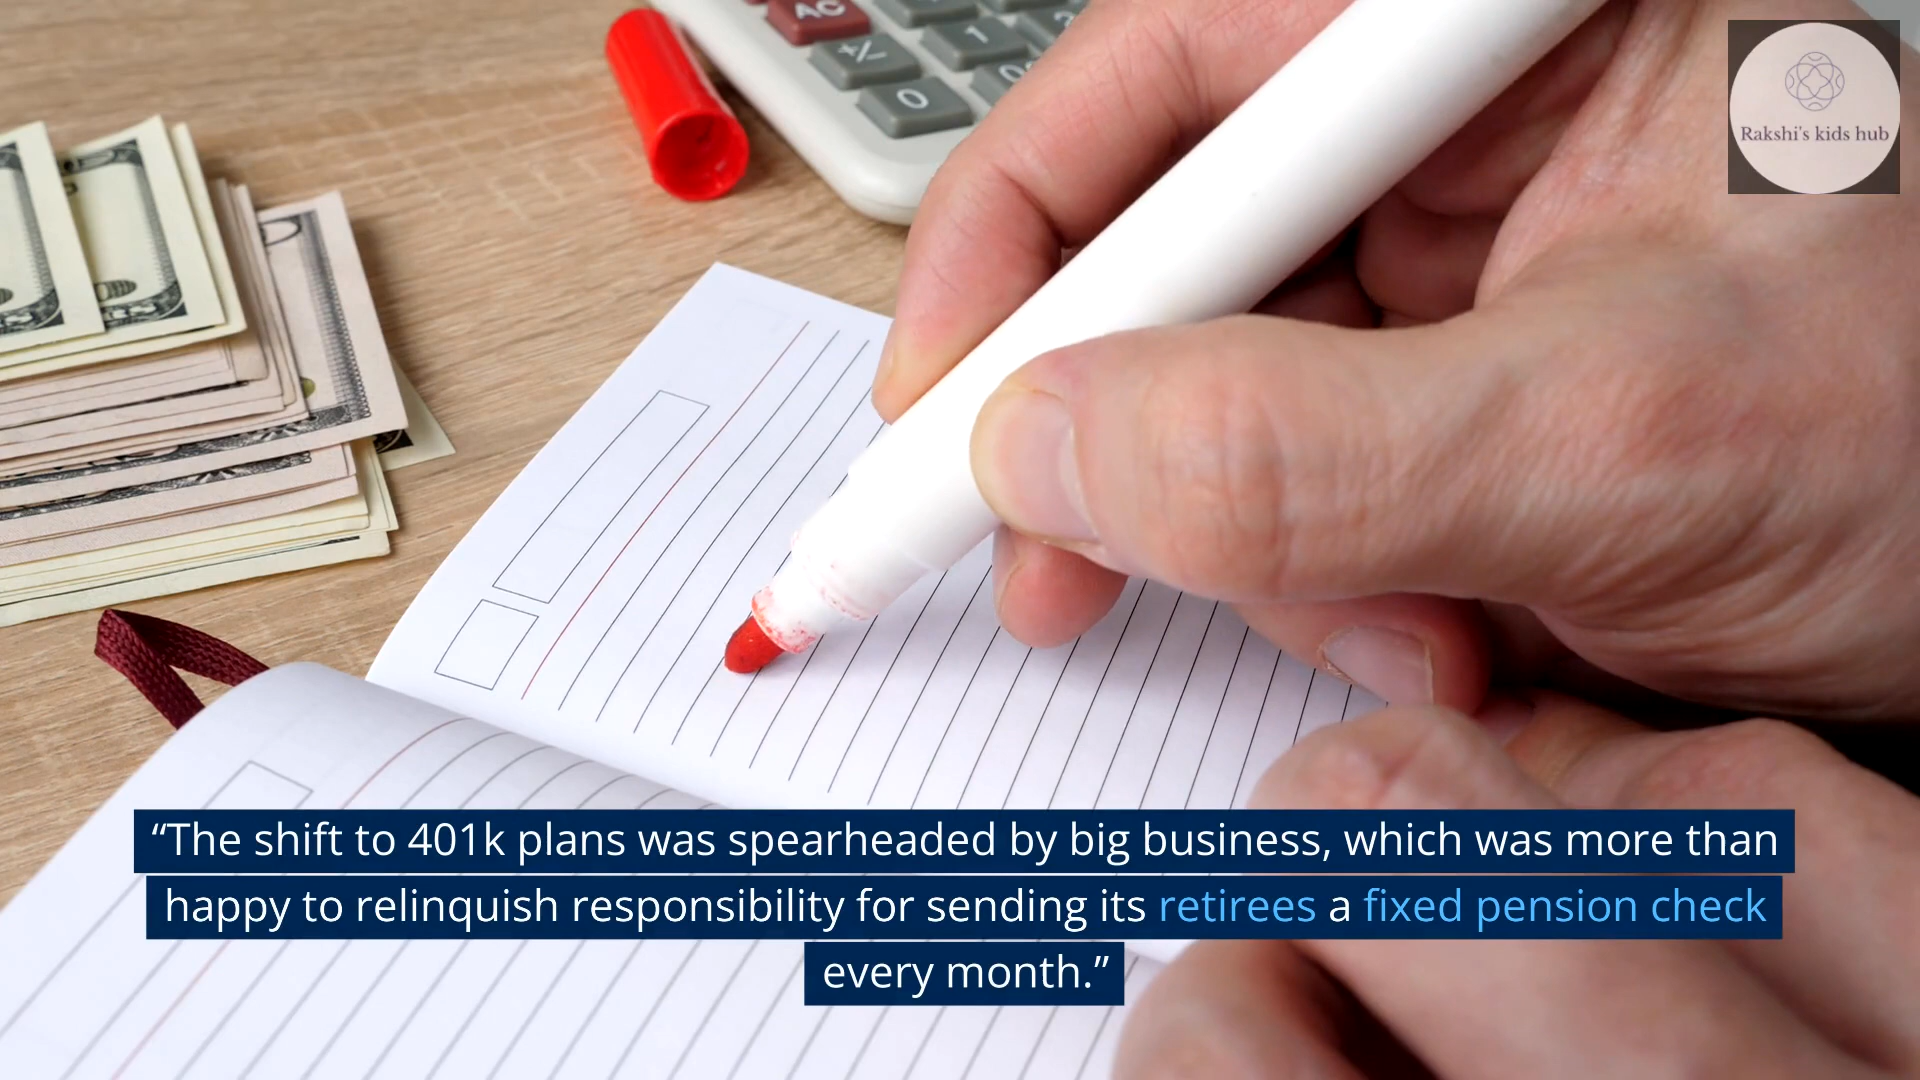 AC
+/-
1
0
Rakshi's kids hub
“The shift to 401k plans was spearheaded by big business, which was more than
happy to relinquish responsibility for sending its retirees a fixed pension check
every month.”